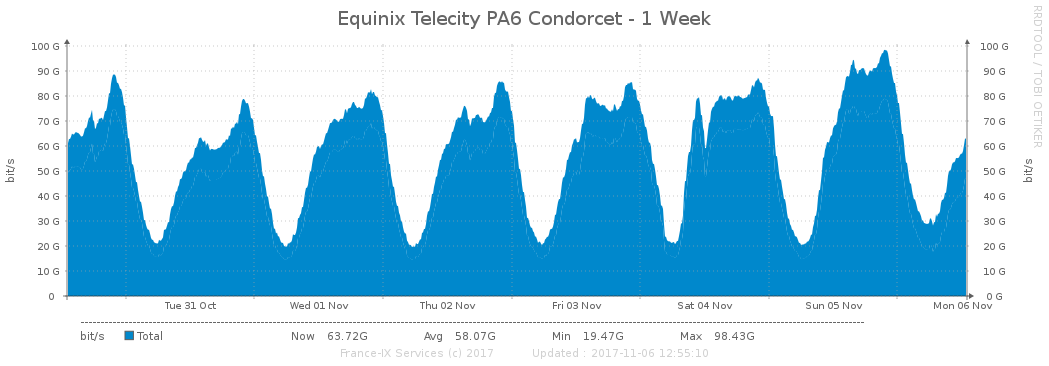 Equinix Telecity PA6 Condorcet - 1 Week
RRDTOOL / TOBI OETIKER
bit/s
100 G
90 G
80 G
70 G
60 G
50 G
40 G
30 G
20 G
10 G
0
100 G
90 G
80 G
70 G
60 G
50 G
40 G
30 G
20 G
10 G
0 G
bit/s
Tue 31 Oct Wed 01 Nov Thu 02 Nov Fri 03 Nov Sat 04 Nov Sun 05 Nov Mon 06 Nov
bit/s Total Now 63.72G Avg 58.07G Min 19.47G Max 98.43G
France-IX Services (c) 2017 Updated : 2017-11-06 12:55:10